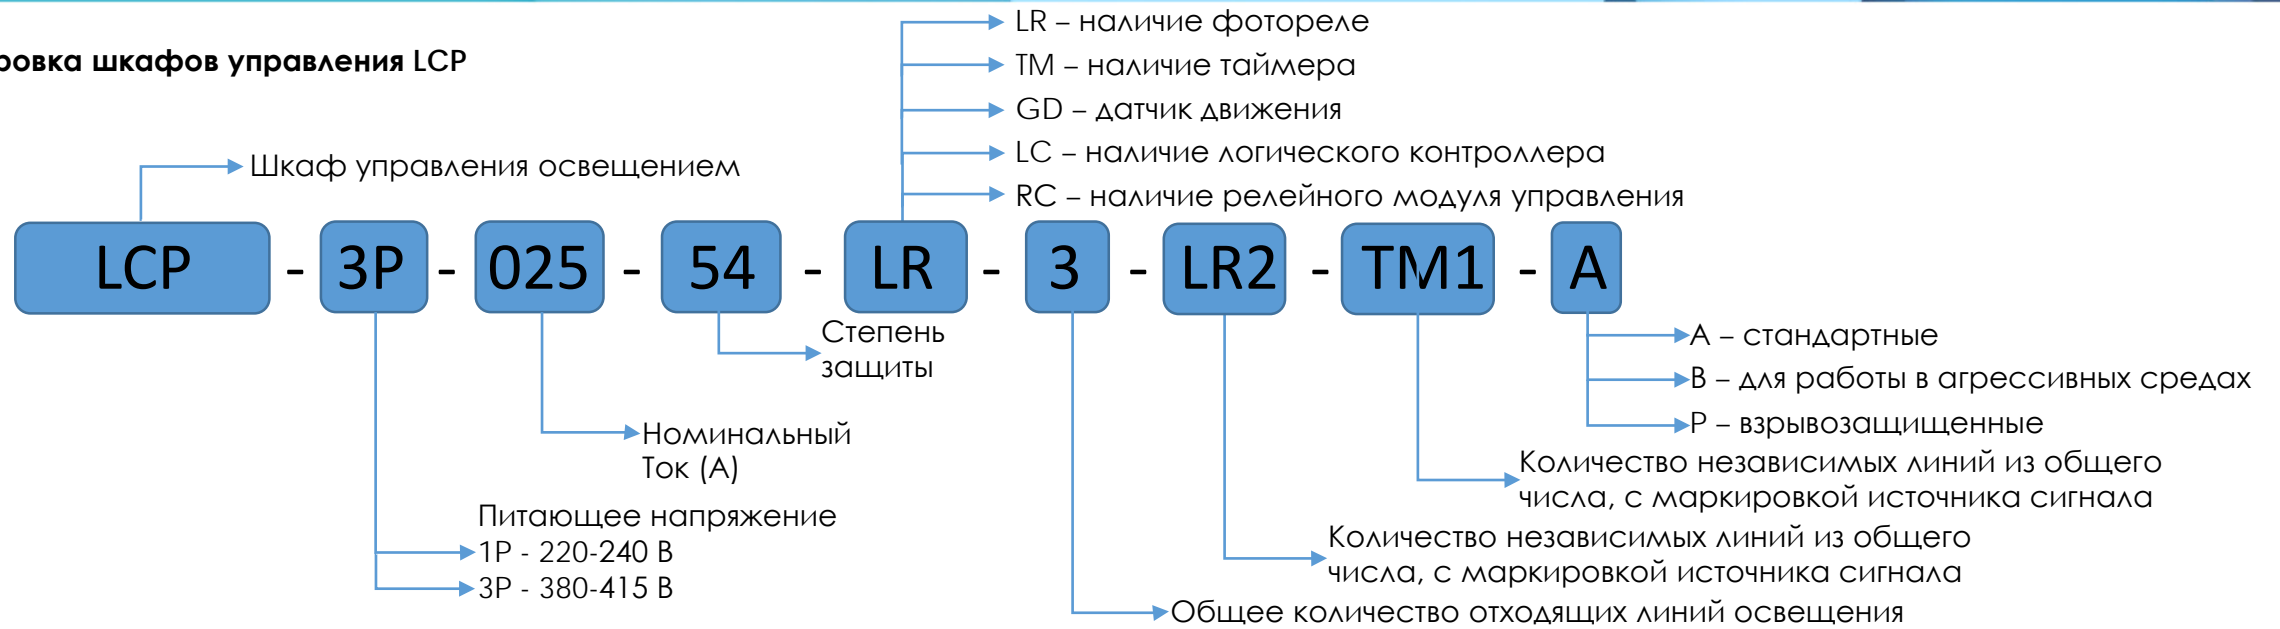 LR – наличие фотореле
ровка шкафов управления LCP
TM – наличие таймера
GD – датчик движения
LC – наличие логического контроллера
Шкаф управления освещением
RC – наличие релейного модуля управления
LCP - 3P - 025 - 54 - LR - 3 - LR2 - TM1 - A
Степень
защиты
A – стандартные
B – для работы в агрессивных средах
P – взрывозащищенные
Номинальный
Ток (А)
Количество независимых линий из общего
числа, с маркировкой источника сигнала
Питающее напряжение
1P - 220-240 В
3P - 380-415 В
Количество независимых линий из общего
числа, с маркировкой источника сигнала
Общее количество отходящих линий освещения